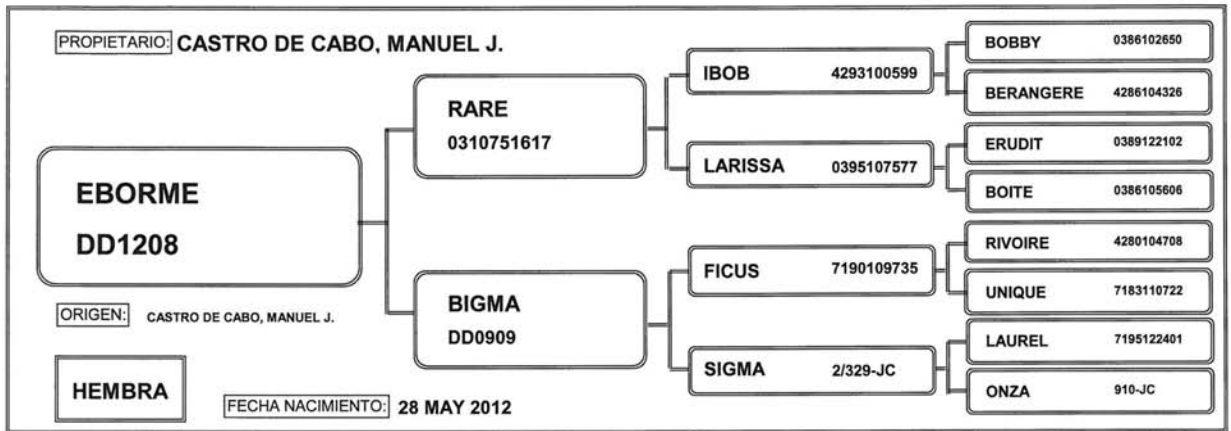 PROPIETARIO: CASTRO DE CABO, MANUEL J.
EBORME
DD1208
ORIGEN: CASTRO DE CABO, MANUEL J.
HEMBRA
FECHA NACIMIENTO: 28 MAY 2012
RARE
0310751617
BIGMA
DD0909
IBOB 4293100599
LARISSA 0395107577
FICUS 7190109735
SIGMA 2/329-JC
BOBBY 0386102650
BERANGERE 4286104326
ERUDIT 0389122102
BOITE 0386105606
RIVOIRE 4280104708
UNIQUE 7183110722
LAUREL 7195122401
ONZA 910-JC